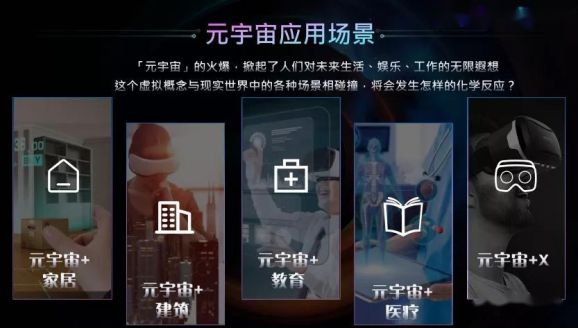 元宇宙应用场景
「元宇宙」的火爆，掀起了人们对未来生活、娱乐、工作的无限遐想
这个虚拟概念与现实世界中的各种场景相碰撞，将会发生怎样的化学反应？
元宇宙+
家居
元宇宙+
建筑
元宇宙+
教育
元宇宙+
医疗
元宇宙+X